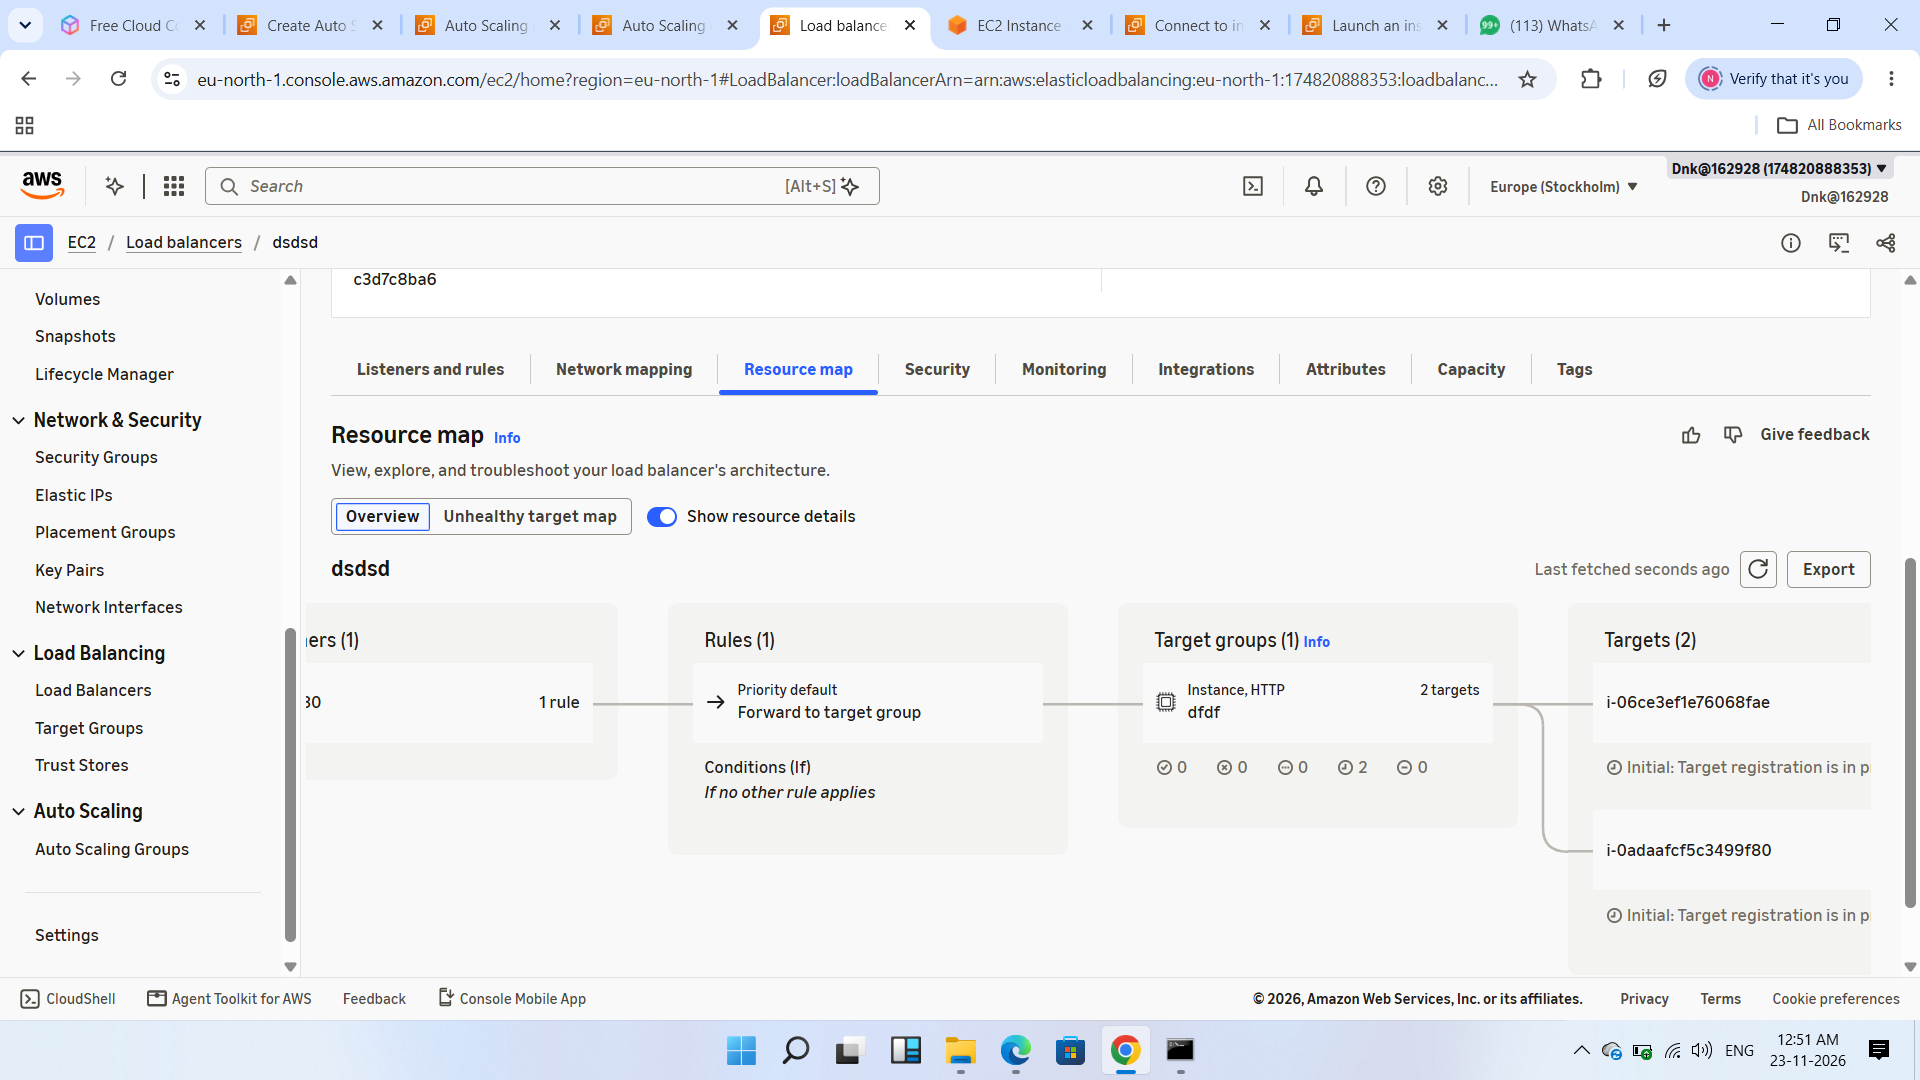 Free Cloud C
Create Auto S
Auto Scaling
Auto Scaling
Load balance
EC2 Instance
Connect to in
Launch an ins
99+
(113) WhatsA
eu-north-1.console.aws.amazon.com/ec2/home?region=eu-north-1#LoadBalancer:loadBalancerArn=arn:aws:elasticloadbalancing:eu-north-1:174820888353:loadbalanc...
N
Verify that it's you
All Bookmarks
aws
Search
[Alt+S]
Europe (Stockholm)
Dnk@162928 (174820888353)
Dnk@162928
EC2 / Load balancers / dsdsd
Volumes
Snapshots
Lifecycle Manager
Network & Security
Security Groups
Elastic IPs
Placement Groups
Key Pairs
Network Interfaces
Load Balancing
Load Balancers
Target Groups
Trust Stores
Auto Scaling
Auto Scaling Groups
Settings
c3d7c8ba6
Listeners and rules
Network mapping
Resource map
Security
Monitoring
Integrations
Attributes
Capacity
Tags
Resource map Info
Give feedback
View, explore, and troubleshoot your load balancer's architecture.
Overview
Unhealthy target map
Show resource details
dsdsd
Last fetched seconds ago
Export
ers (1)
80
1 rule
Rules (1)
Priority default
Forward to target group
Conditions (If)
If no other rule applies
Target groups (1) Info
Instance, HTTP
2 targets
dfdf
0 0 0 2 0
Targets (2)
i-06ce3ef1e76068fae
Initial: Target registration is in p
i-0adaafcf5c3499f80
Initial: Target registration is in p
CloudShell
Agent Toolkit for AWS
Feedback
Console Mobile App
© 2026, Amazon Web Services, Inc. or its affiliates.
Privacy
Terms
Cookie preferences
ENG
12:51 AM
23-11-2026